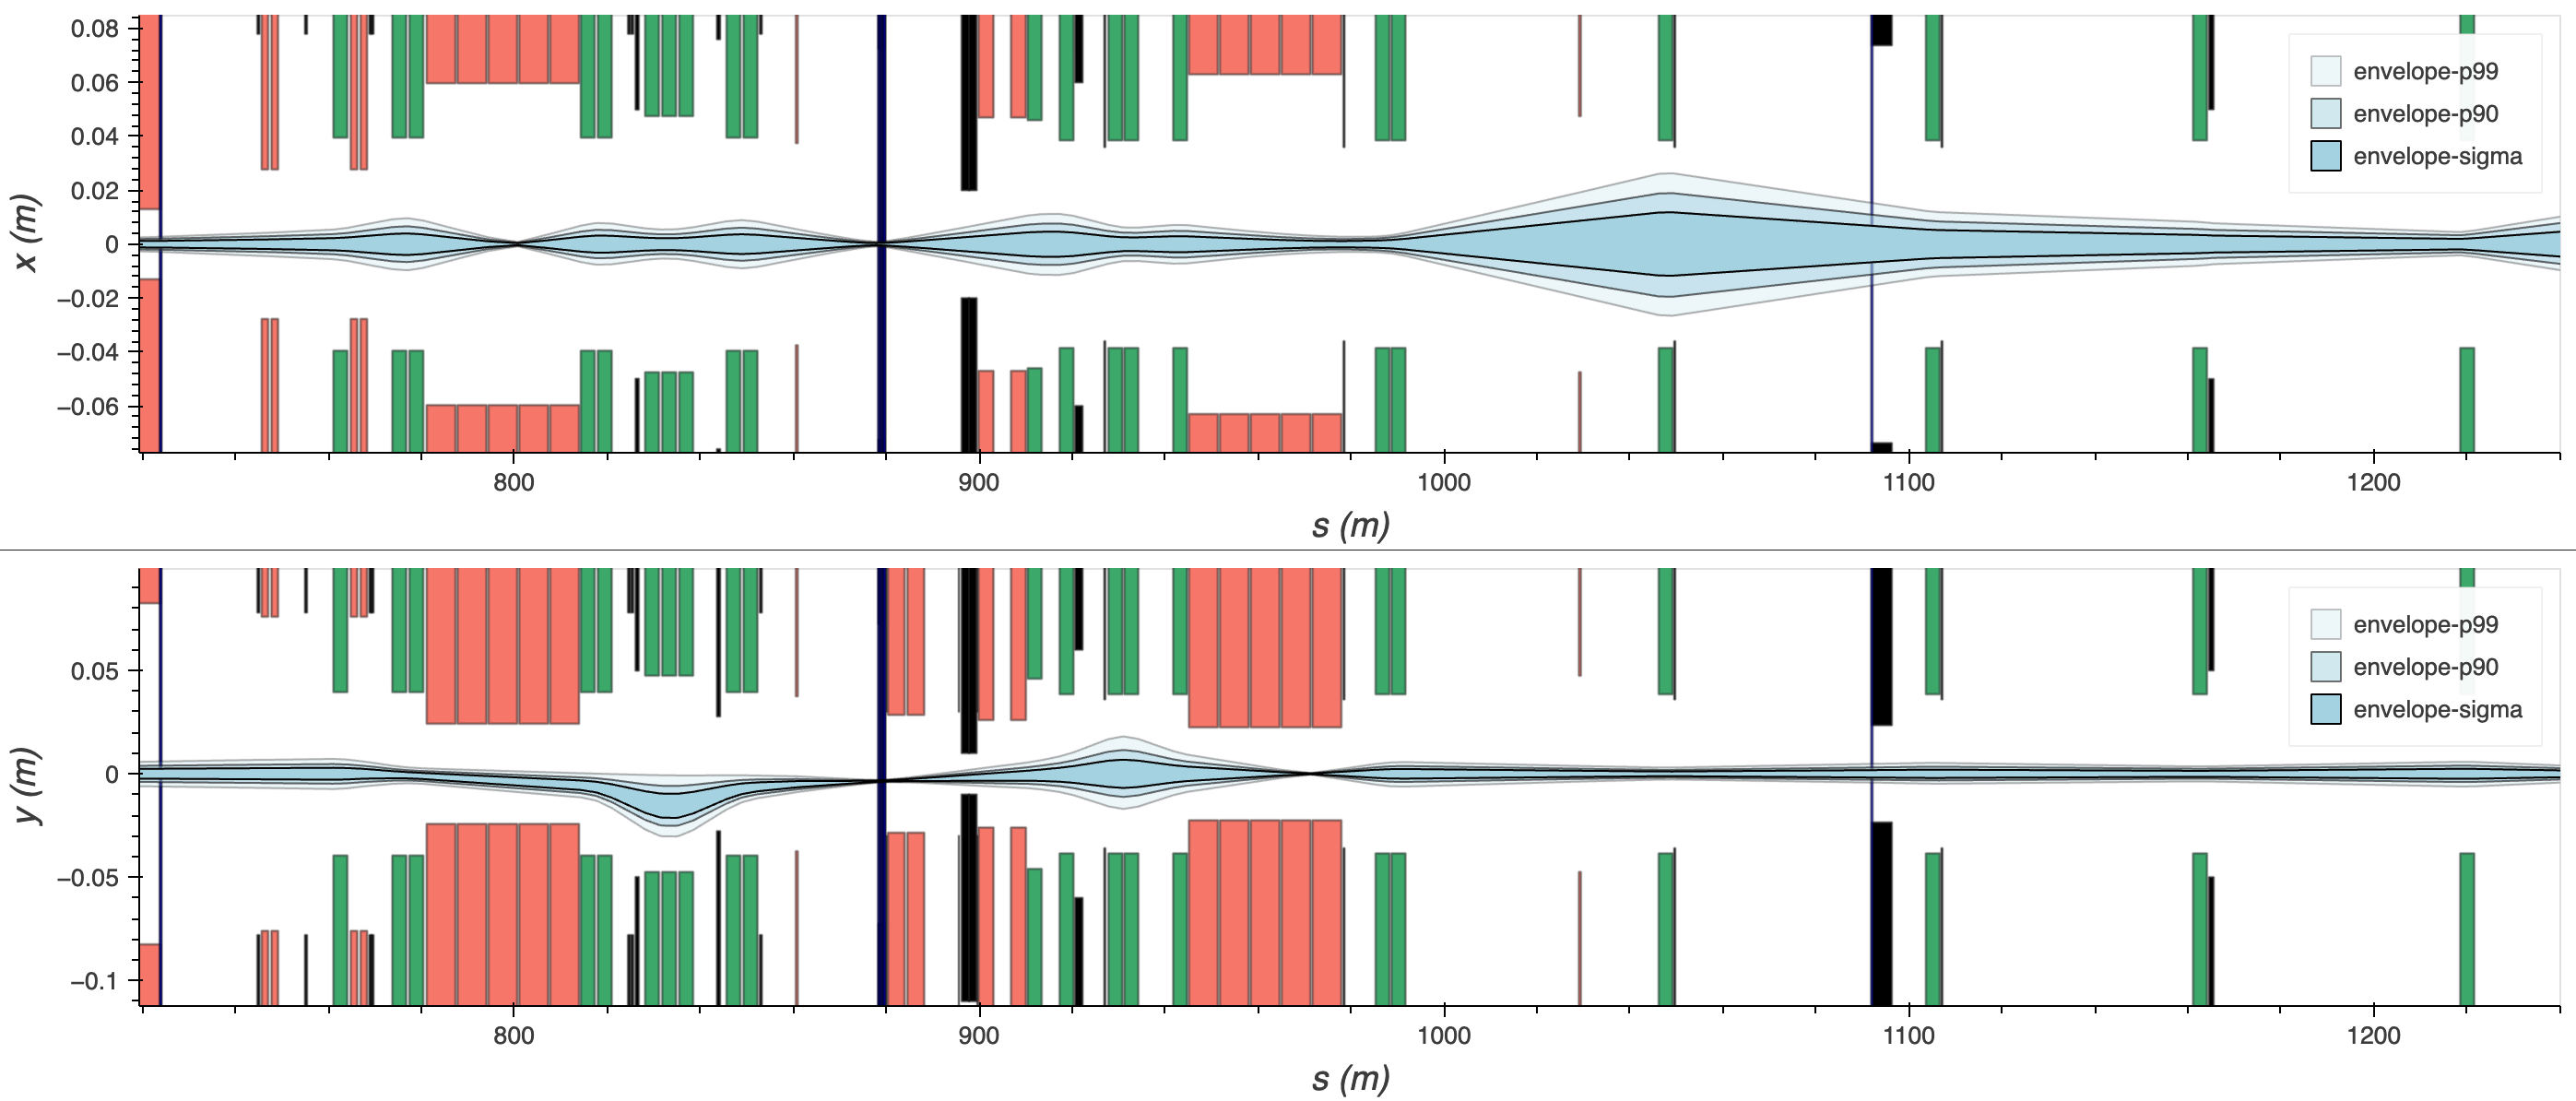 0.08
0.06
0.04
0.02
0
−0.02
−0.04
−0.06
x (m)
800 900 1000 1100 1200
s (m)
envelope-p99
envelope-p90
envelope-sigma
0.05
0
−0.05
−0.1
y (m)
800 900 1000 1100 1200
s (m)
envelope-p99
envelope-p90
envelope-sigma